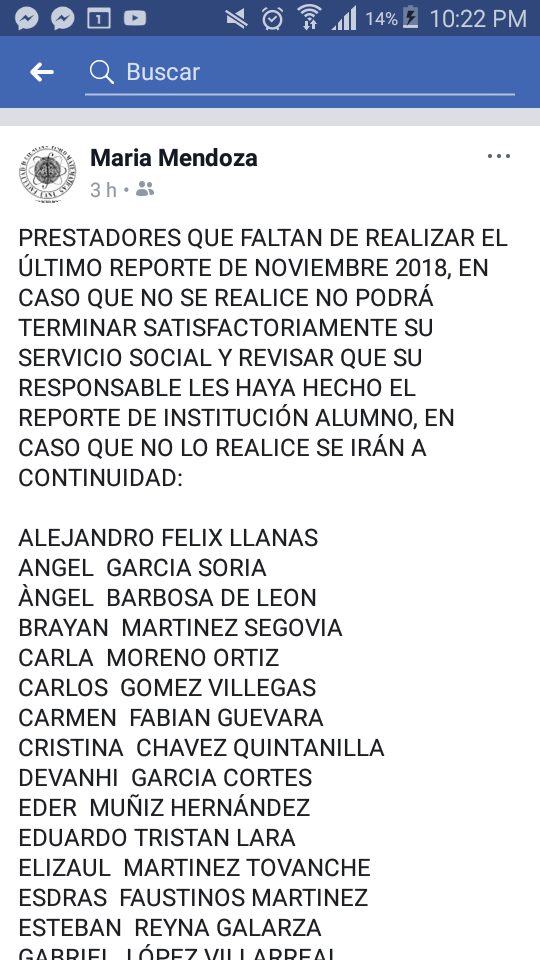 1
14%
10:22 PM
Buscar
Maria Mendoza
3 h
PRESTADORES QUE FALTAN DE REALIZAR EL
ÚLTIMO REPORTE DE NOVIEMBRE 2018, EN
CASO QUE NO SE REALICE NO PODRÁ
TERMINAR SATISFACTORIAMENTE SU
SERVICIO SOCIAL Y REVISAR QUE SU
RESPONSABLE LES HAYA HECHO EL
REPORTE DE INSTITUCIÓN ALUMNO, EN
CASO QUE NO LO REALICE SE IRÁN A
CONTINUIDAD:
ALEJANDRO FELIX LLANAS
ANGEL  GARCIA SORIA
ÀNGEL  BARBOSA DE LEON
BRAYAN  MARTINEZ SEGOVIA
CARLA  MORENO ORTIZ
CARLOS  GOMEZ VILLEGAS
CARMEN  FABIAN GUEVARA
CRISTINA  CHAVEZ QUINTANILLA
DEVANHI  GARCIA CORTES
EDER  MUÑIZ HERNÁNDEZ
EDUARDO TRISTAN LARA
ELIZAUL  MARTINEZ TOVANCHE
ESDRAS  FAUSTINOS MARTINEZ
ESTEBAN  REYNA GALARZA
GABRIEL  LÓPEZ VILLARREAL